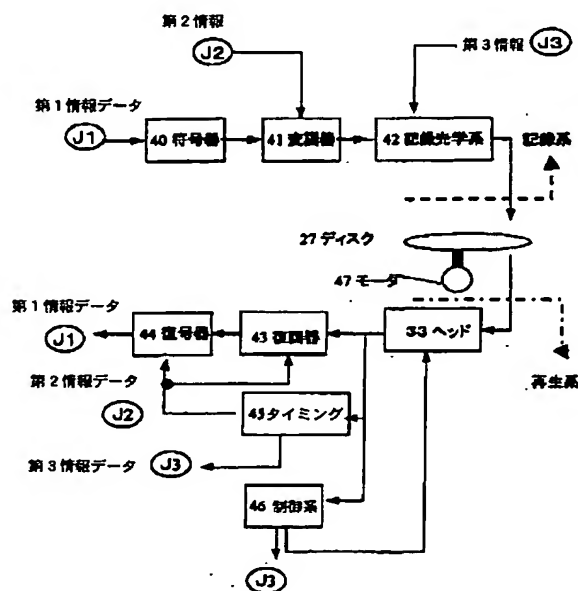 第2情報
J2
第3情報 J3
第1情報データ
J1
40 符号器
41 変調器
42 記録光学系
記録系
27 ディスク
47 モータ
第1情報データ
J1
44 復号器
43 復調器
33 ヘッド
再生系
第2情報データ
J2
45タイミング
第3情報データ J3
46 制御系
J3